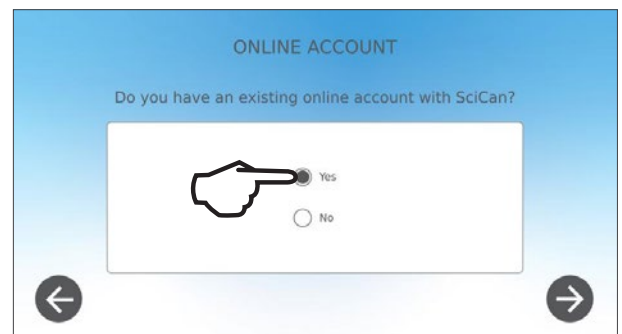 ONLINE ACCOUNT
Do you have an existing online account with SciCan?
Yes
No